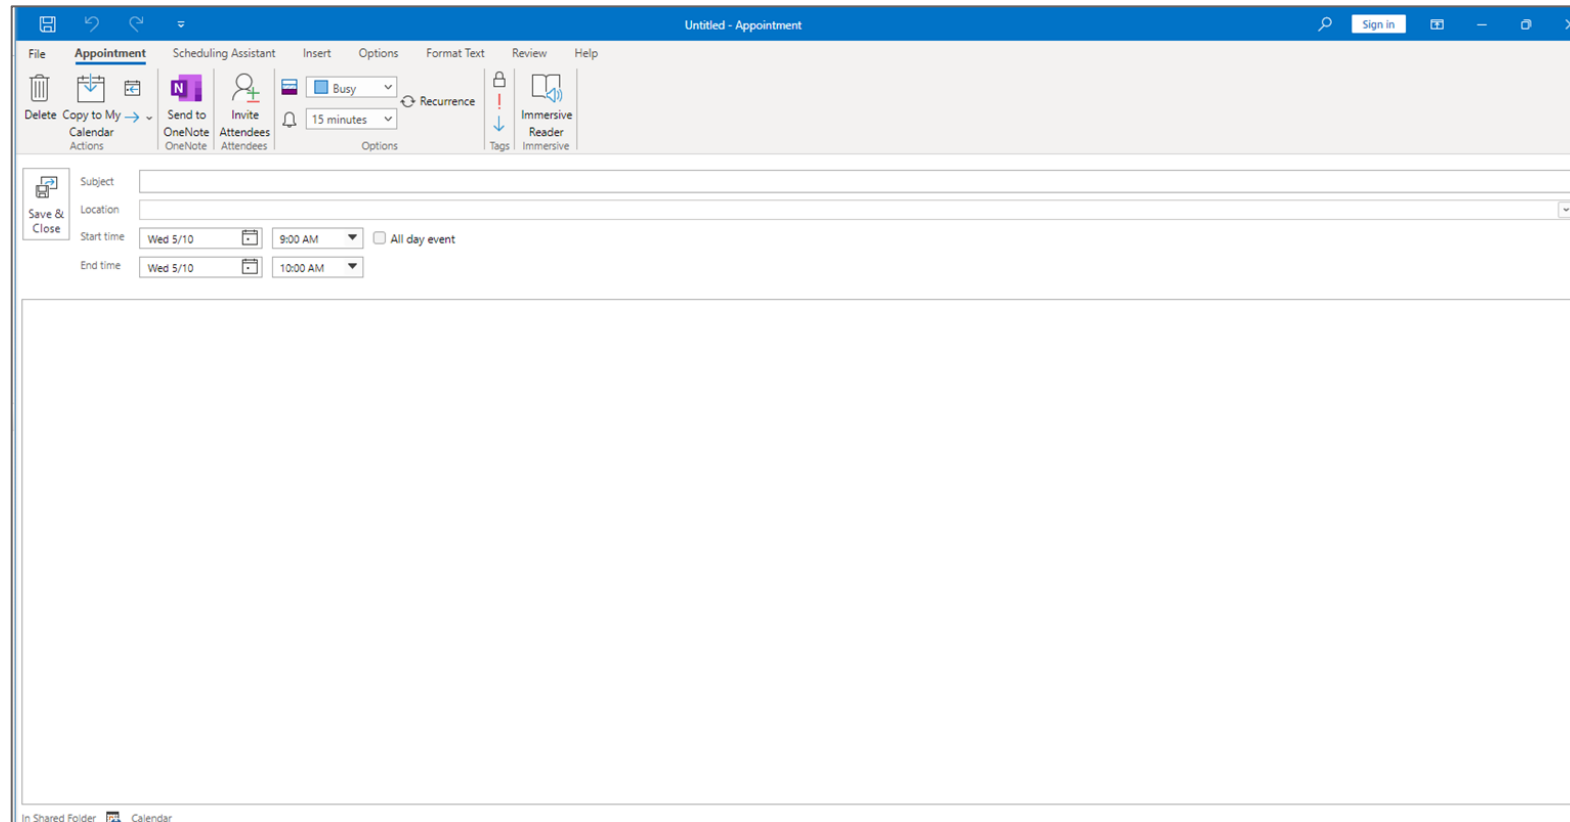 Untitled - Appointment
Sign in
File Appointment Scheduling Assistant Insert Options Format Text Review Help
Busy
Recurrence
Delete Copy to My Send to Invite 15 minutes Immersive
Calendar OneNote Attendees Reader
Actions OneNote Attendees Options Tags Immersive
Subject
Save & Location
Close
Start time Wed 5/10 9:00 AM All day event
End time Wed 5/10 10:00 AM
In Shared Folder Calendar